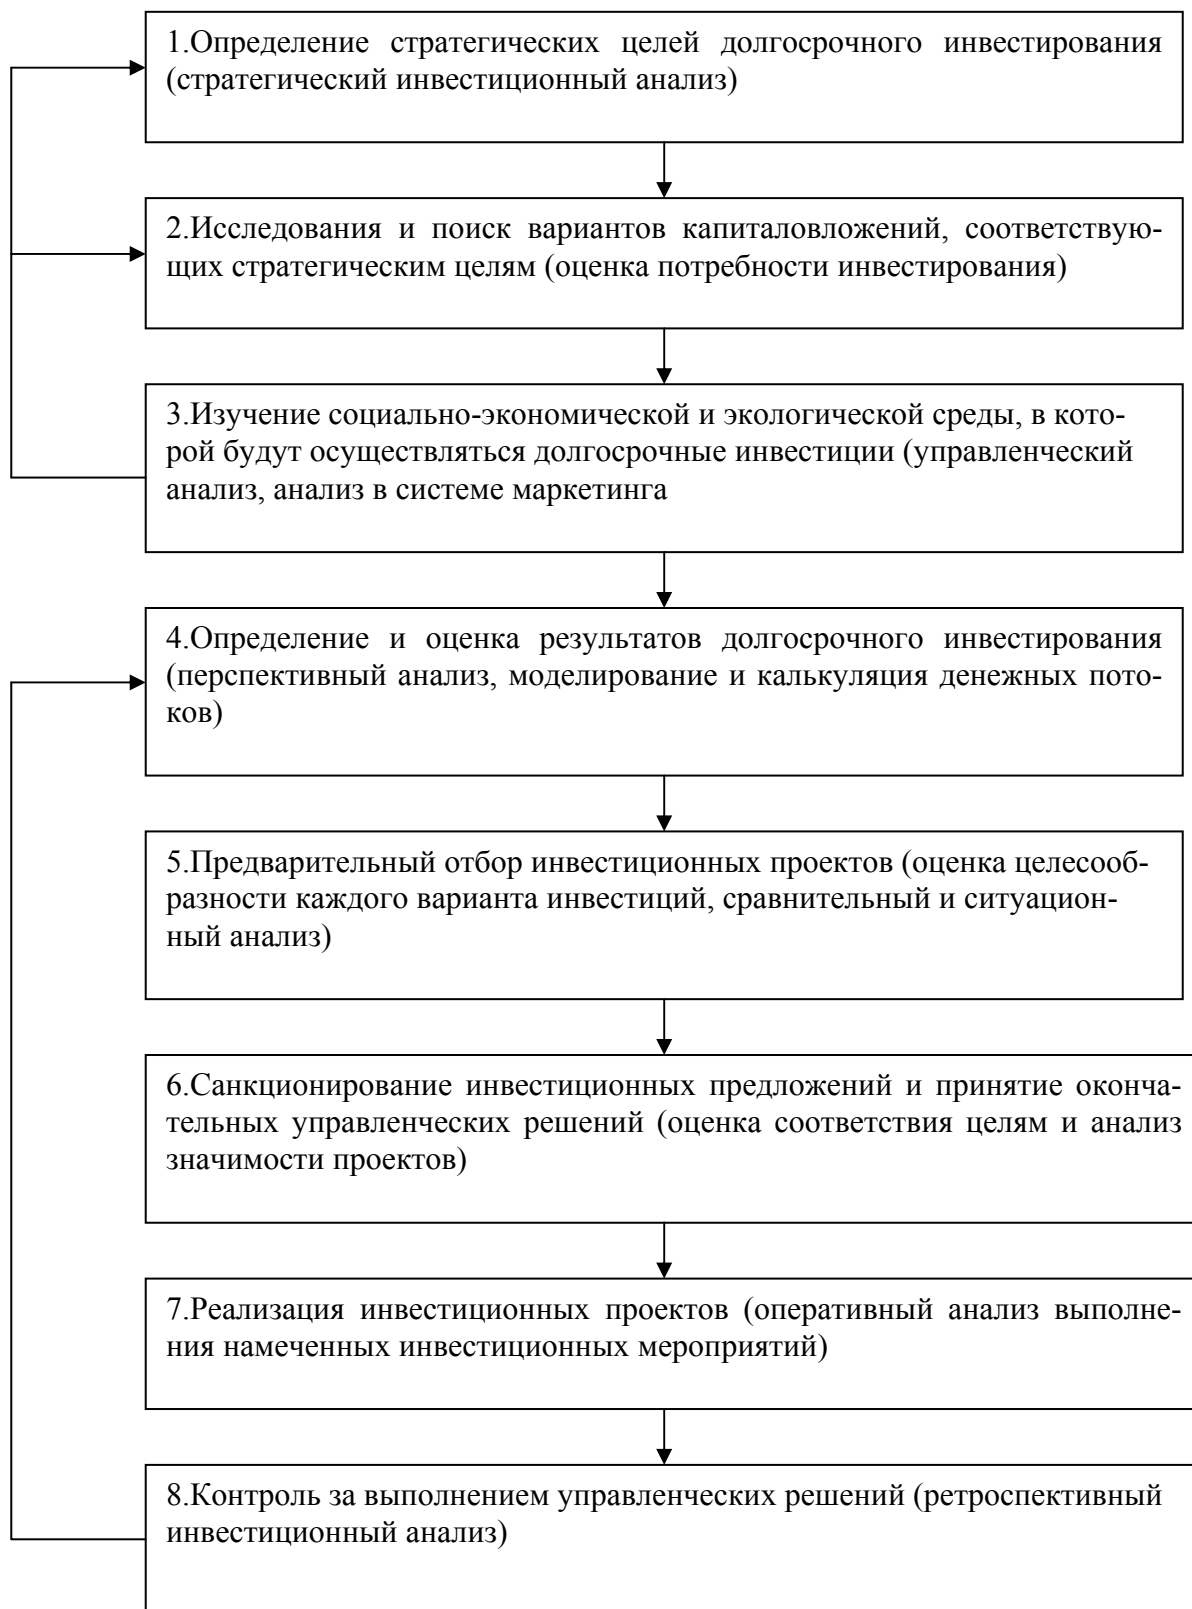 1.Определение стратегических целей долгосрочного инвестирования
(стратегический инвестиционный анализ)
2.Исследования и поиск вариантов капиталовложений, соответствую-
щих стратегическим целям (оценка потребности инвестирования)
3.Изучение социально-экономической и экологической среды, в кото-
рой будут осуществляться долгосрочные инвестиции (управленческий
анализ, анализ в системе маркетинга
4.Определение и оценка результатов долгосрочного инвестирования
(перспективный анализ, моделирование и калькуляция денежных пото-
ков)
5.Предварительный отбор инвестиционных проектов (оценка целесооб-
разности каждого варианта инвестиций, сравнительный и ситуацион-
ный анализ)
6.Санкционирование инвестиционных предложений и принятие оконча-
тельных управленческих решений (оценка соответствия целям и анализ
значимости проектов)
7.Реализация инвестиционных проектов (оперативный анализ выполне-
ния намеченных инвестиционных мероприятий)
8.Контроль за выполнением управленческих решений (ретроспективный
инвестиционный анализ)